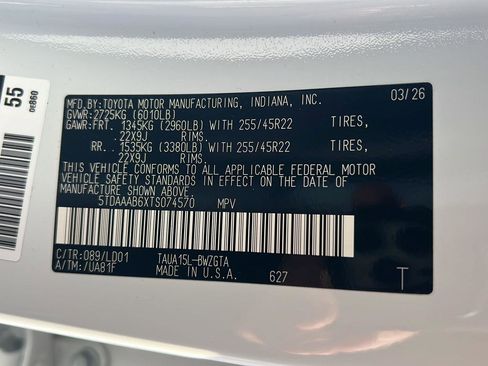 55
0E860
MFD.BY:TOYOTA MOTOR MANUFACTURING, INDIANA, INC. 03/26
GVWR:2725KG (6010LB)
GAWR:FRT. 1345KG (2960LB) WITH 255/45R22 TIRES,
22X9J RIMS.
RR. 1535KG (3380LB) WITH 255/45R22 TIRES,
22X9J RIMS.
THIS VEHICLE CONFORMS TO ALL APPLICABLE FEDERAL MOTOR
VEHICLE SAFETY STANDARDS IN EFFECT ON THE DATE OF
MANUFACTURE SHOWN ABOVE.
5TDAAAB6XTS074570 MPV
C/TR:089/LD01 TAUA15L-BWZGTA
A/TM:/UA81F MADE IN U.S.A. 627 T